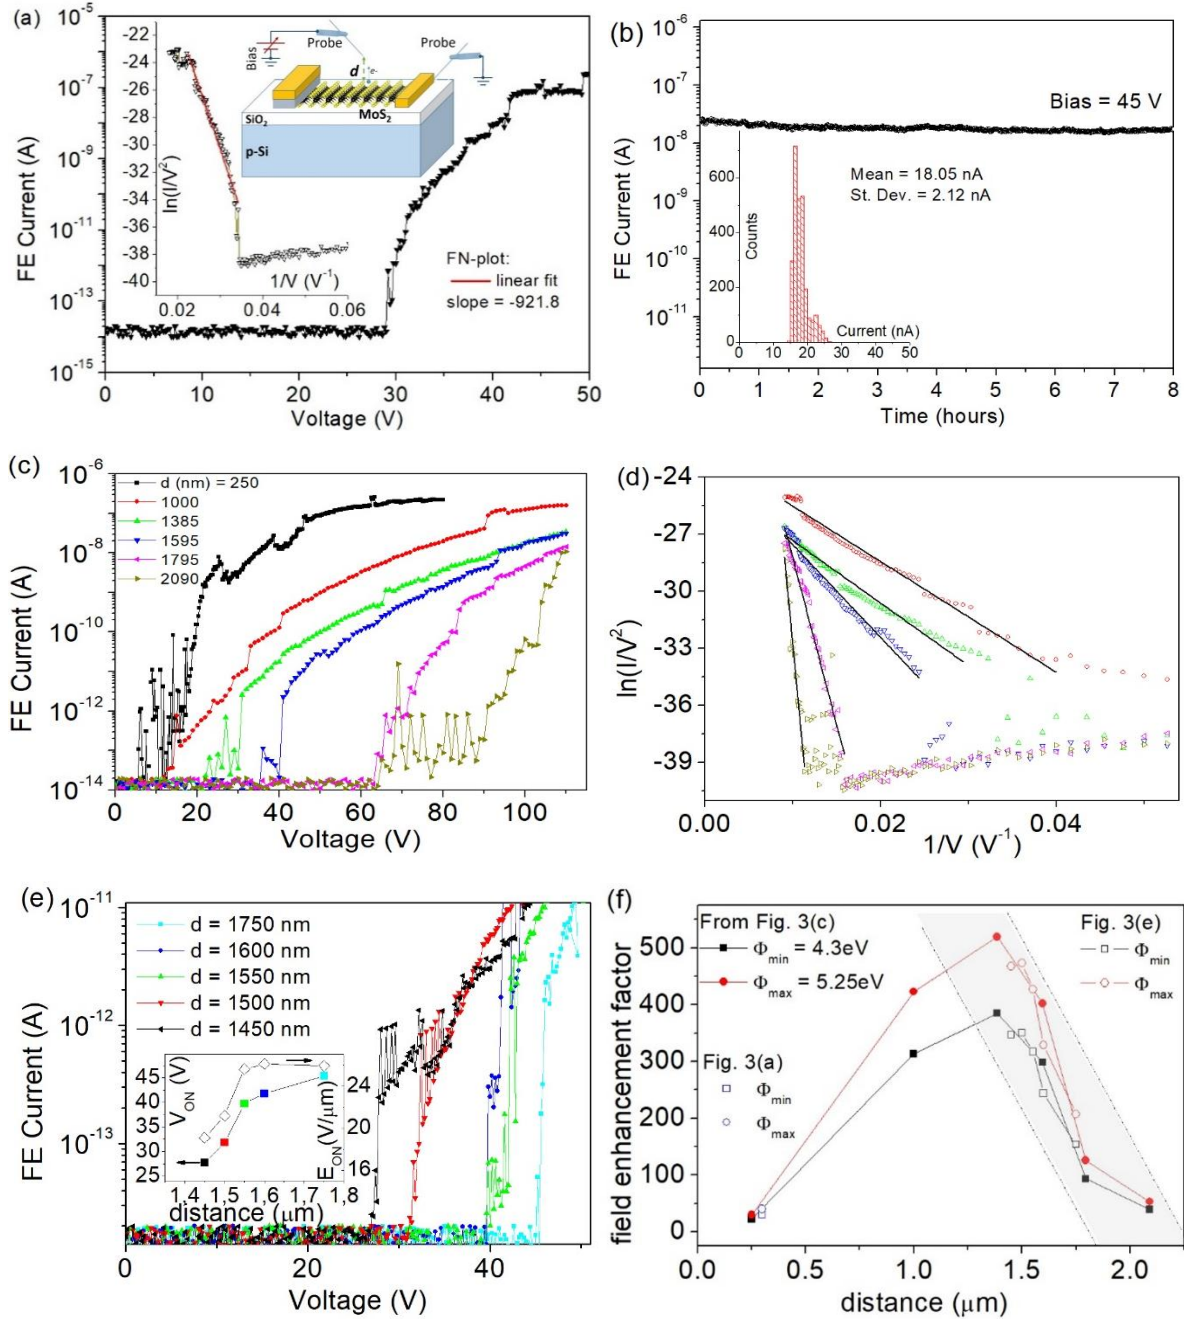 (a)
10⁻⁵
10⁻⁷
10⁻⁹
10⁻¹¹
10⁻¹³
10⁻¹⁵
FE Current (A)
0 10 20 30 40 50
Voltage (V)
-22
-24
-26
-28
-30
-32
-34
-36
-38
-40
ln(I/V²)
1/V (V⁻¹)
0.02 0.04 0.06
Bias
Probe
Probe
d
e-
SiO₂
MoS₂
p-Si
FN-plot:
linear fit
slope = -921.8
(b)
10⁻⁶
10⁻⁷
10⁻⁸
10⁻⁹
10⁻¹⁰
10⁻¹¹
FE Current (A)
Bias = 45 V
Mean = 18.05 nA
St. Dev. = 2.12 nA
600
400
200
0
Counts
Current (nA)
0 10 20 30 40 50
0 1 2 3 4 5 6 7 8
Time (hours)
(c)
10⁻⁶
10⁻⁸
10⁻¹⁰
10⁻¹²
10⁻¹⁴
FE Current (A)
d (nm) = 250
1000
1385
1595
1795
2090
0 20 40 60 80 100
Voltage (V)
(d)
-24
-27
-30
-33
-36
-39
ln(I/V²)
0.00 0.02 0.04
1/V (V⁻¹)
(e)
10⁻¹¹
10⁻¹²
10⁻¹³
FE Current (A)
d = 1750 nm
d = 1600 nm
d = 1550 nm
d = 1500 nm
d = 1450 nm
45
40
35
30
25
V_ON (V)
24
20
16
E_ON (V/μm)
1,4 1,5 1,6 1,7 1,8
distance (μm)
0 20 40
Voltage (V)
(f)
500
400
300
200
100
0
field enhancement factor
From Fig. 3(c)
Φmin = 4.3eV
Φmax = 5.25eV
Fig. 3(a)
Φmin
Φmax
Fig. 3(e)
Φmin
Φmax
0.0 0.5 1.0 1.5 2.0
distance (μm)